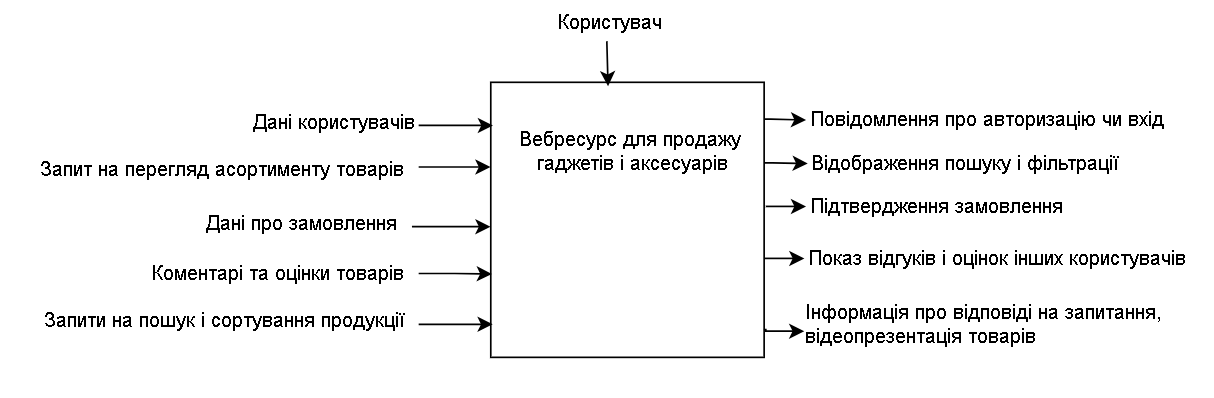 Користувач
Дані користувачів
Запит на перегляд асортименту товарів
Дані про замовлення
Коментарі та оцінки товарів
Запити на пошук і сортування продукції
Вебресурс для продажу
гаджетів і аксесуарів
Повідомлення про авторизацію чи вхід
Відображення пошуку і фільтрації
Підтвердження замовлення
Показ відгуків і оцінок інших користувачів
Інформація про відповіді на запитання,
відеопрезентація товарів